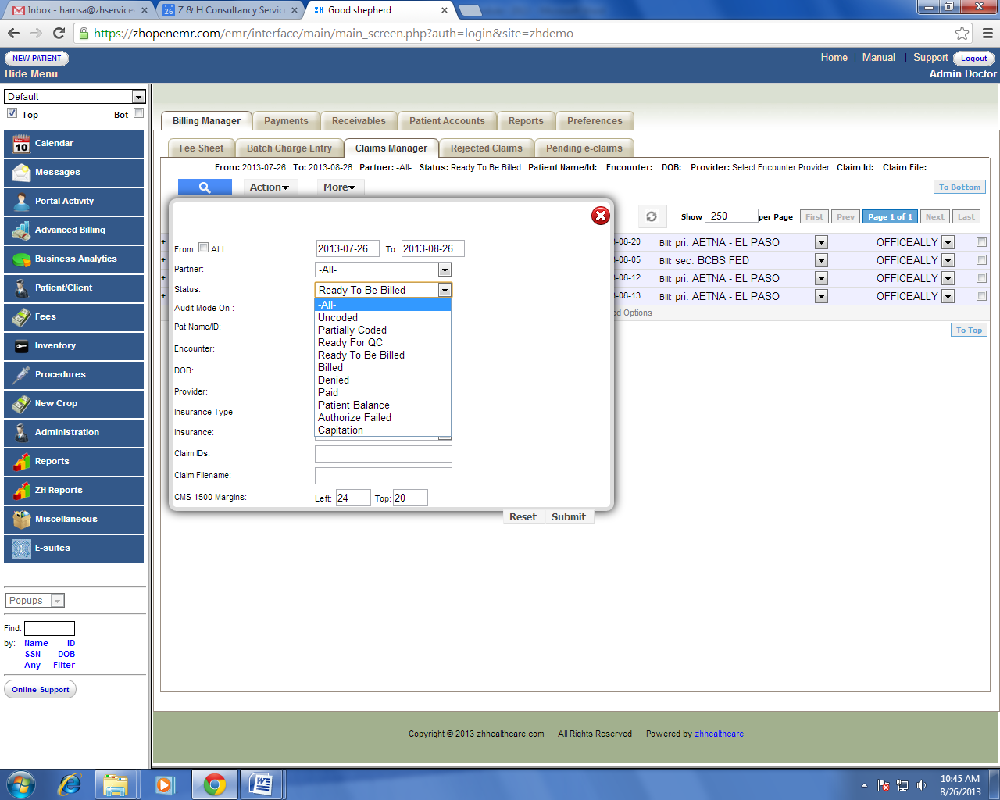 Inbox - hamsa@zhservices
Z & H Consultancy Servic
ZH Good shepherd
https://zhopenemr.com/emr/interface/main/main_screen.php?auth=login&site=zhdemo
NEW PATIENT
Home | Manual | Support Logout
Hide Menu
Admin Doctor
Default
Top Bot
Calendar
Messages
Portal Activity
Advanced Billing
Business Analytics
Patient/Client
Fees
Inventory
Procedures
New Crop
Administration
Reports
ZH Reports
Miscellaneous
E-suites
Popups
Find:
by: Name ID
SSN DOB
Any Filter
Online Support
Billing Manager Payments Receivables Patient Accounts Reports Preferences
Fee Sheet Batch Charge Entry Claims Manager Rejected Claims Pending e-claims
From: 2013-07-26 To: 2013-08-26 Partner: -All- Status: Ready To Be Billed Patient Name/Id: Encounter: DOB: Provider: Select Encounter Provider Claim Id: Claim File:
Action More To Bottom
Show 250 per Page First Prev Page 1 of 1 Next Last
+ -08-20 Bill: pri: AETNA - EL PASO OFFICEALLY
+ -08-05 Bill: sec: BCBS FED OFFICEALLY
+ -08-12 Bill: pri: AETNA - EL PASO OFFICEALLY
+ -08-13 Bill: pri: AETNA - EL PASO OFFICEALLY
ed Options
To Top
From: ALL 2013-07-26 To: 2013-08-26
Partner: -All-
Status: Ready To Be Billed
Audit Mode On :
Pat Name/ID:
Encounter:
DOB:
Provider:
Insurance Type
Insurance:
-All-
Uncoded
Partially Coded
Ready For QC
Ready To Be Billed
Billed
Denied
Paid
Patient Balance
Authorize Failed
Capitation
Claim IDs:
Claim Filename:
CMS 1500 Margins: Left: 24 Top: 20
Reset Submit
Copyright © 2013 zhhealthcare.com All Rights Reserved Powered by zhhealthcare
10:45 AM
8/26/2013